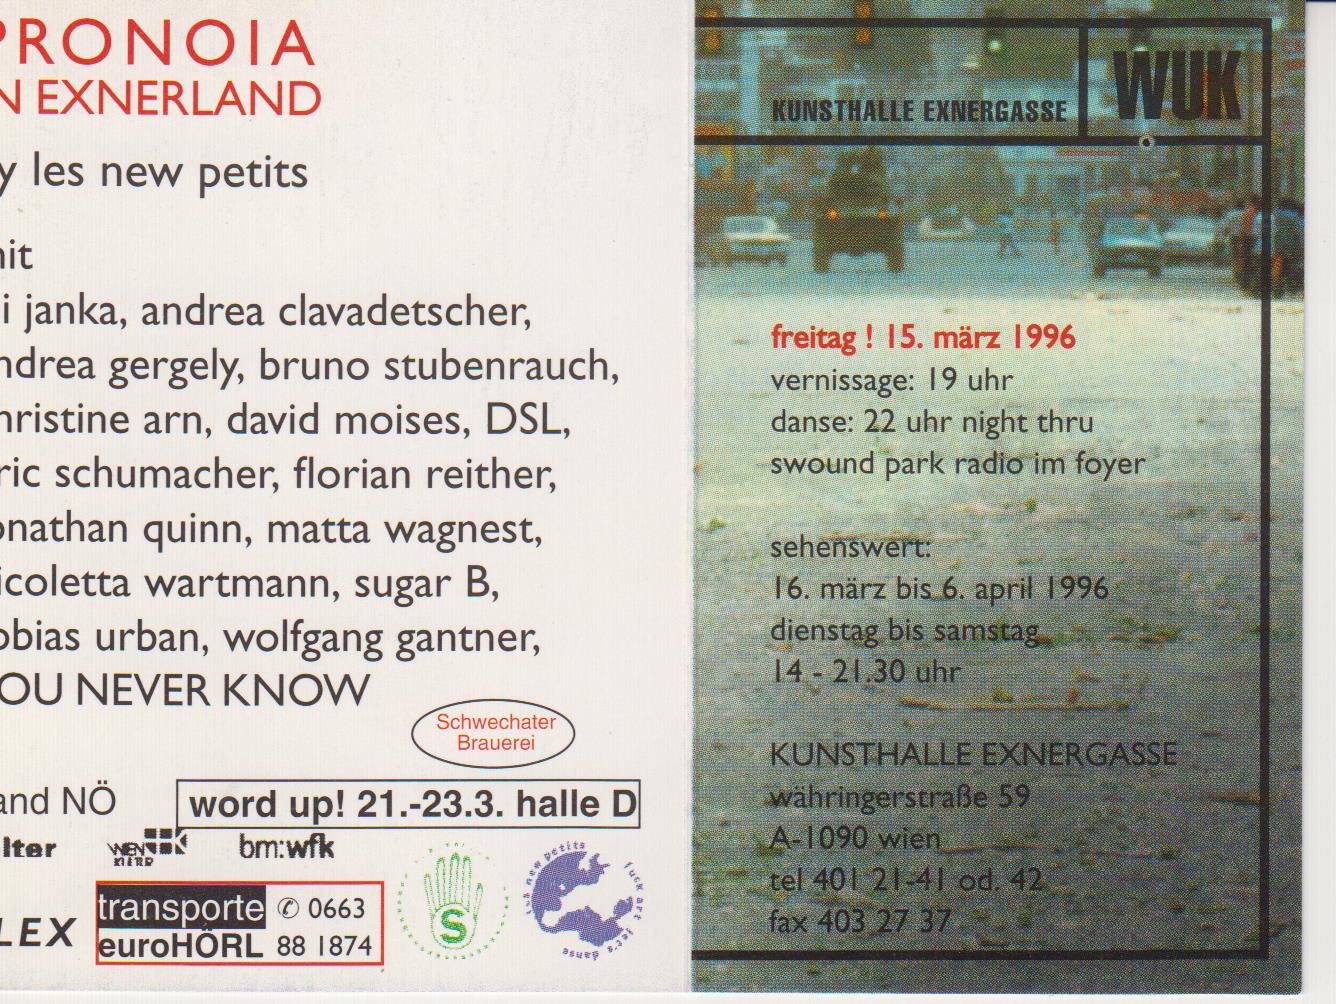 PRONOIA
N EXNERLAND
y les new petits
nit
i janka, andrea clavadetscher,
ndrea gergely, bruno stubenrauch,
hristine arn, david moises, DSL,
ric schumacher, florian reither,
onathan quinn, matta wagnest,
icoletta wartmann, sugar B,
obias urban, wolfgang gantner,
OU NEVER KNOW
Schwechater
Brauerei
and NÖ
word up! 21.-23.3. halle D
lter
WIEN
bm:wfk
LEX
transporte ✆ 0663
euroHÖRL 88 1874
S
les new petits
fuck art let's danse
KUNSTHALLE EXNERGASSE
WUK
freitag ! 15. märz 1996
vernissage: 19 uhr
danse: 22 uhr night thru
swound park radio im foyer
sehenswert:
16. märz bis 6. april 1996
dienstag bis samstag
14 - 21.30 uhr
KUNSTHALLE EXNERGASSE
währingerstraße 59
A-1090 wien
tel 401 21-41 od. 42
fax 403 27 37